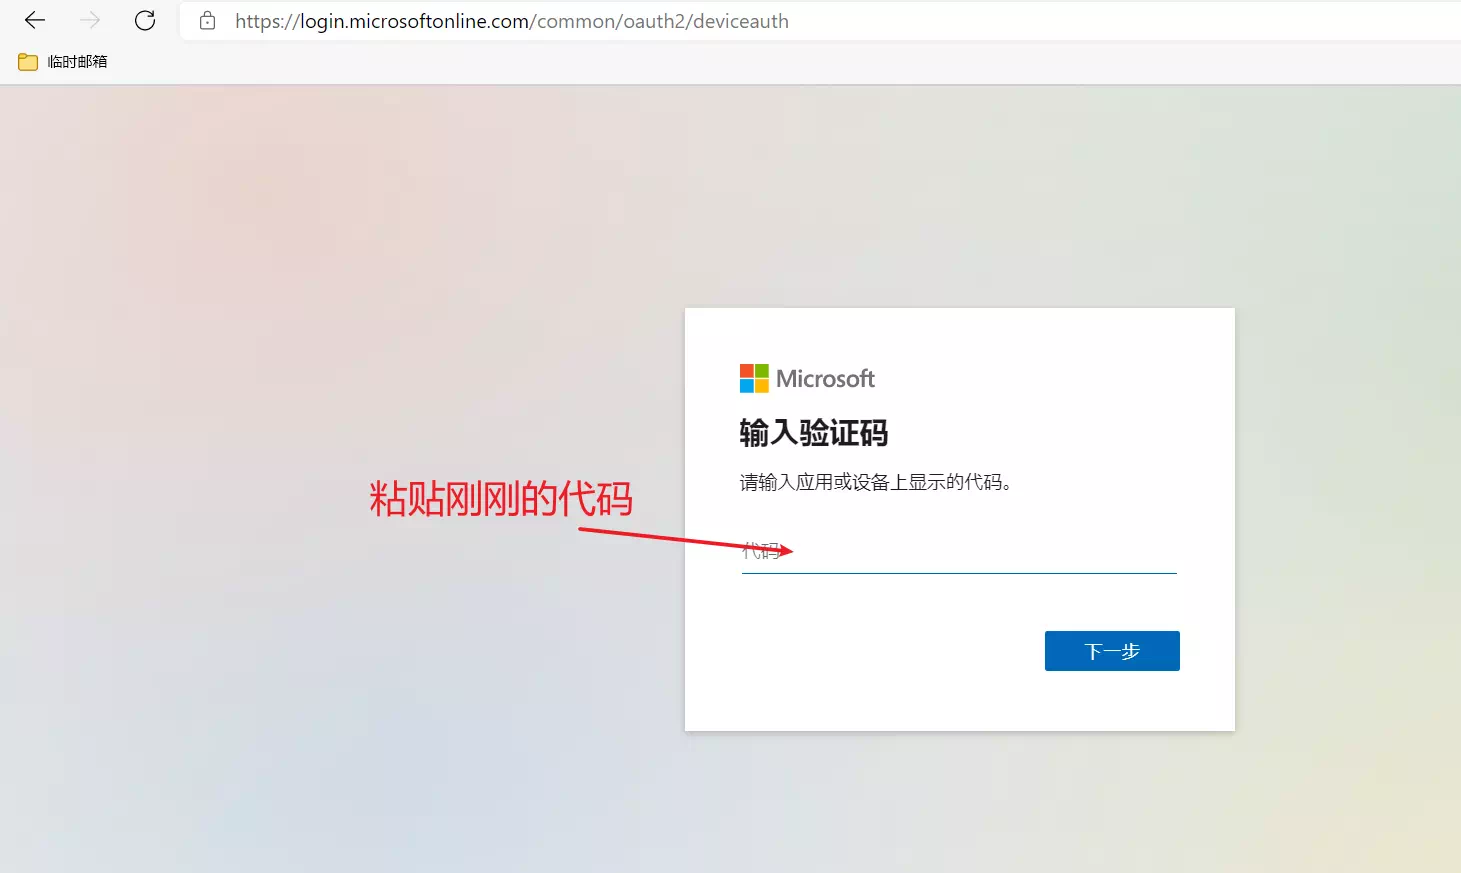 https://login.microsoftonline.com/common/oauth2/deviceauth
临时邮箱
Microsoft
输入验证码
请输入应用或设备上显示的代码。
粘贴刚刚的代码
代码
下一步